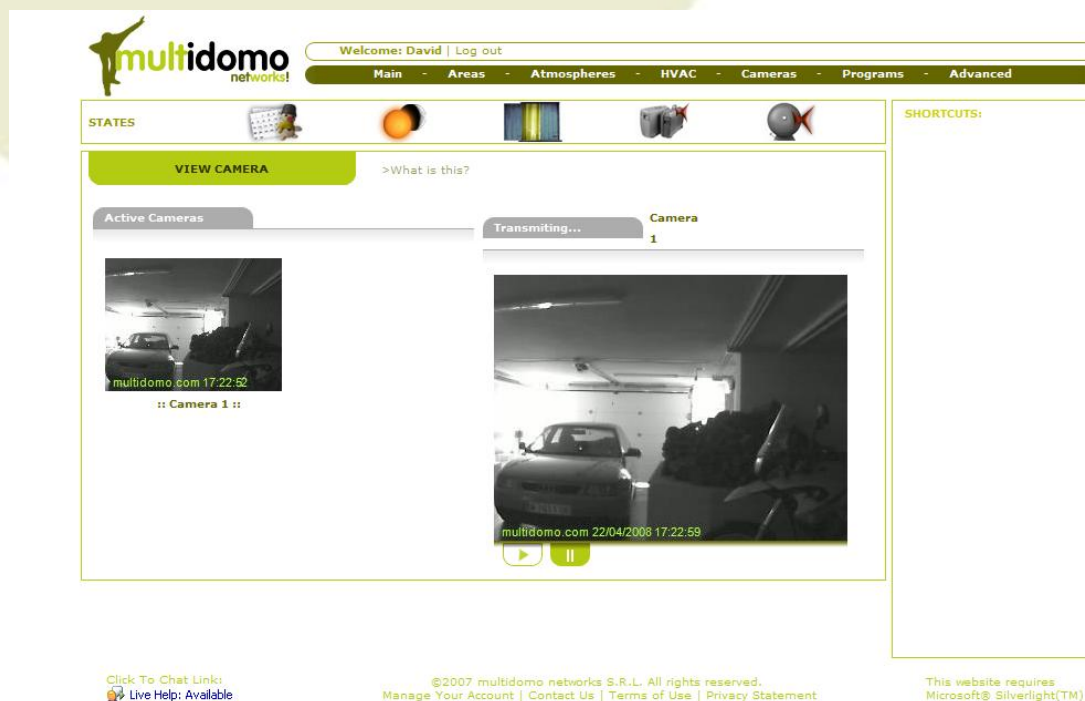 multidomo
networks!
Welcome: David | Log out
Main - Areas - Atmospheres - HVAC - Cameras - Programs - Advanced
STATES
SHORTCUTS:
VIEW CAMERA
>What is this?
Active Cameras
Transmiting...
Camera
1
multidomo.com 17:22:52
:: Camera 1 ::
multidomo.com 22/04/2008 17:22:59
Click To Chat Link:
Live Help: Available
©2007 multidomo networks S.R.L. All rights reserved.
Manage Your Account | Contact Us | Terms of Use | Privacy Statement
This website requires
Microsoft® Silverlight(TM)